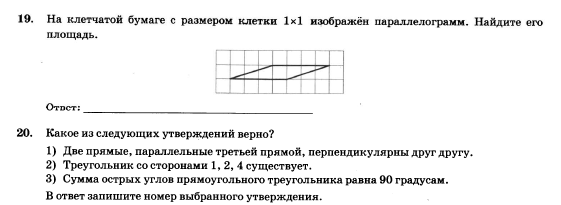 19. На клетчатой бумаге с размером клетки 1×1 изображён параллелограмм. Найдите его
площадь.
Ответ:
20. Какое из следующих утверждений верно?
1) Две прямые, параллельные третьей прямой, перпендикулярны друг другу.
2) Треугольник со сторонами 1, 2, 4 существует.
3) Сумма острых углов прямоугольного треугольника равна 90 градусам.
В ответ запишите номер выбранного утверждения.